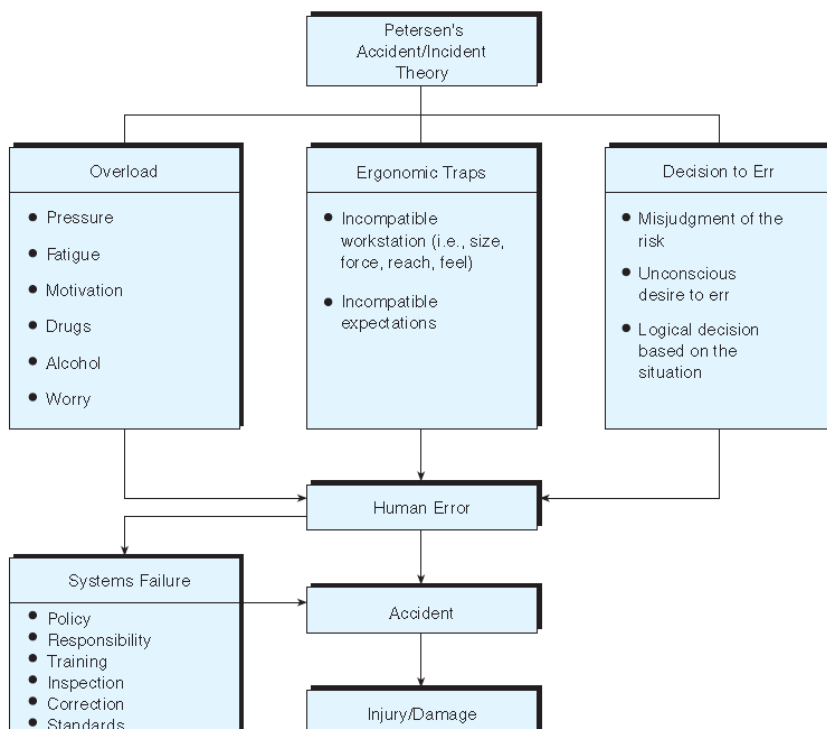 Petersen's
Accident/Incident
Theory
Overload
Pressure
Fatigue
Motivation
Drugs
Alcohol
Worry
Ergonomic Traps
Incompatible
workstation (i.e., size,
force, reach, feel)
Incompatible
expectations
Decision to Err
Misjudgment of the
risk
Unconscious
desire to err
Logical decision
based on the
situation
Human Error
Systems Failure
Policy
Responsibility
Training
Inspection
Correction
Standards
Accident
Injury/Damage